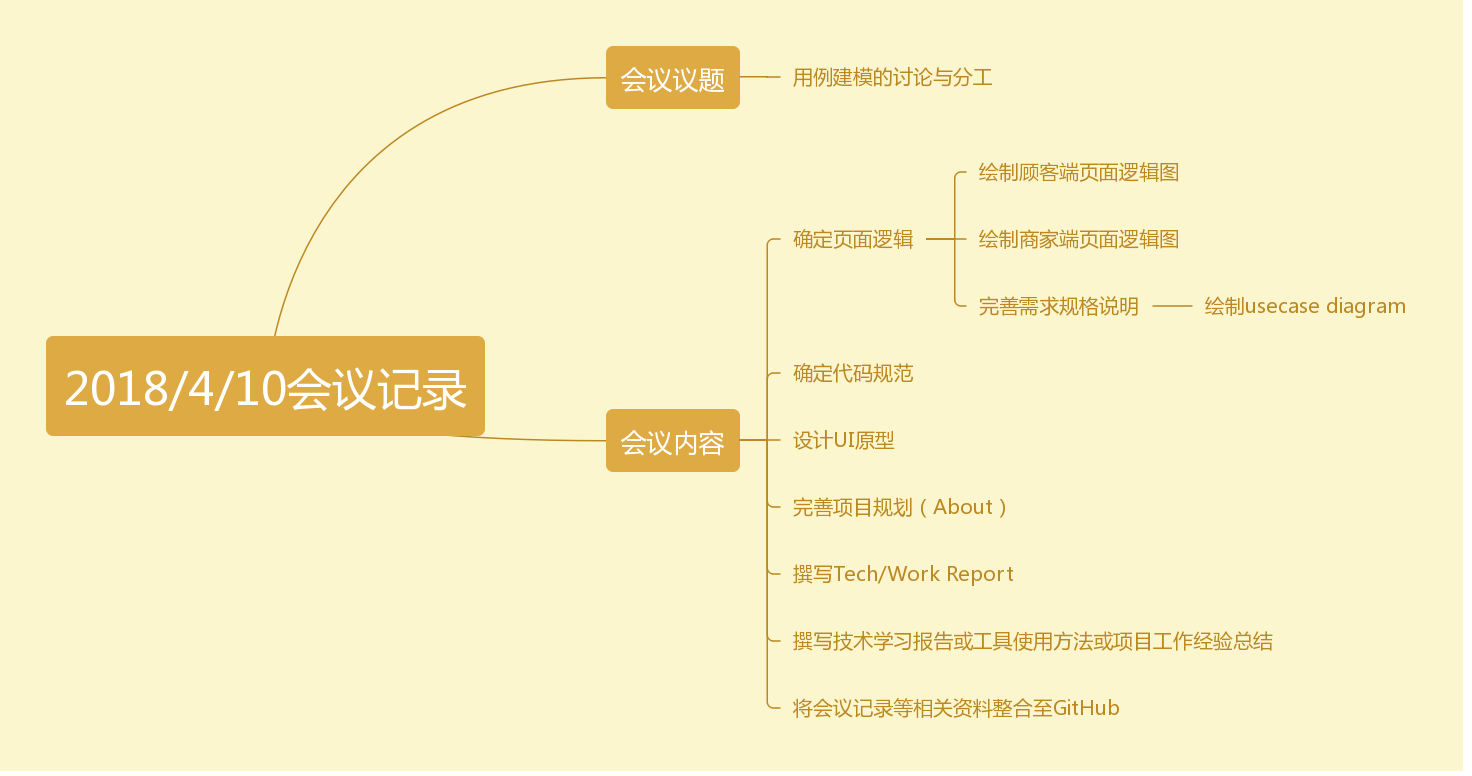 会议议题
用例建模的讨论与分工
绘制顾客端页面逻辑图
确定页面逻辑
绘制商家端页面逻辑图
完善需求规格说明
绘制usecase diagram
2018/4/10会议记录
确定代码规范
会议内容
设计UI原型
完善项目规划（About）
撰写Tech/Work Report
撰写技术学习报告或工具使用方法或项目工作经验总结
将会议记录等相关资料整合至GitHub